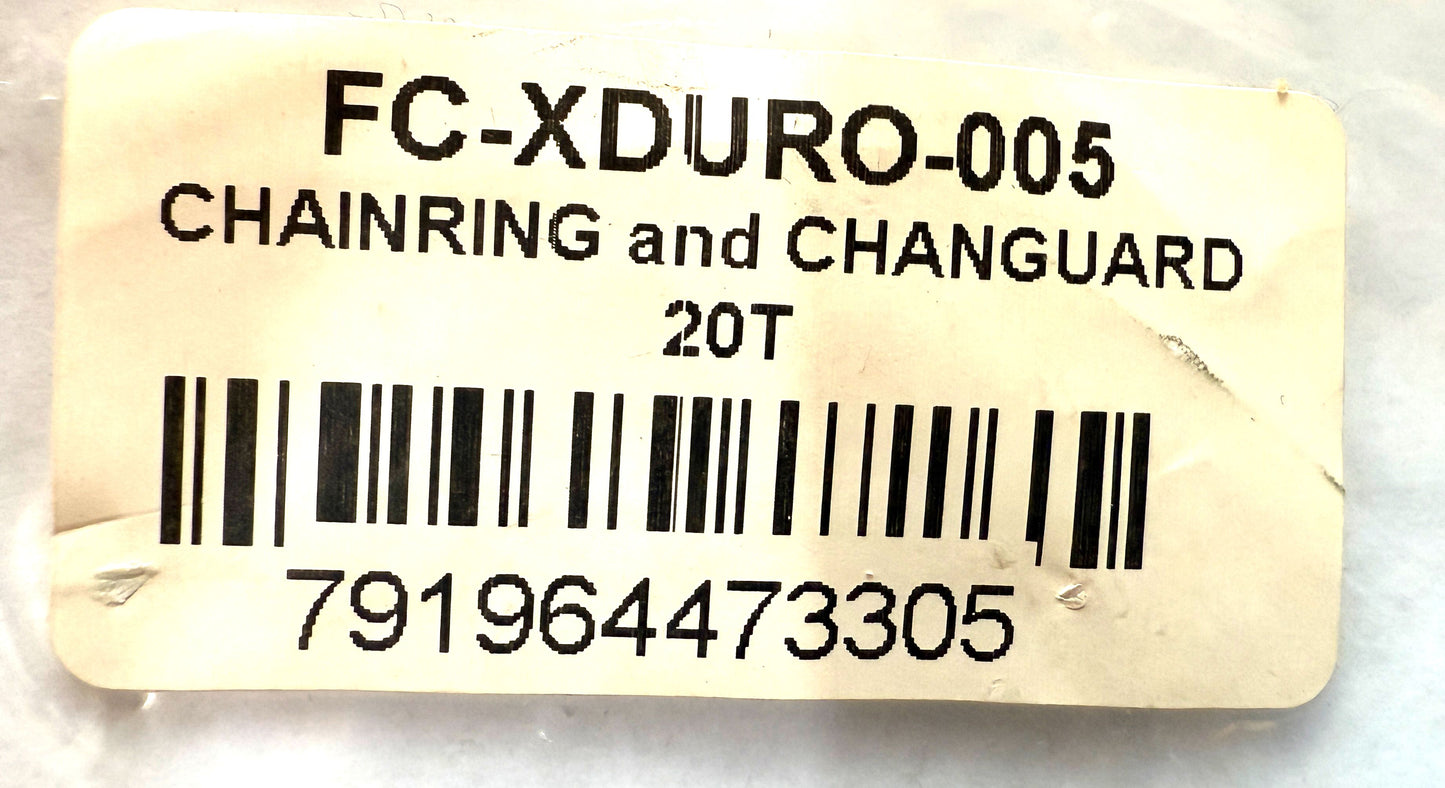 FC-XDURO-005
CHAINRING and CHANGUARD
20T
791964473305